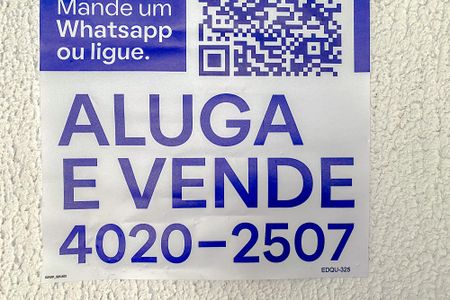 Mande um
Whatsapp
ou ligue.
ALUGA
E VENDE
4020-2507
EDQU-325